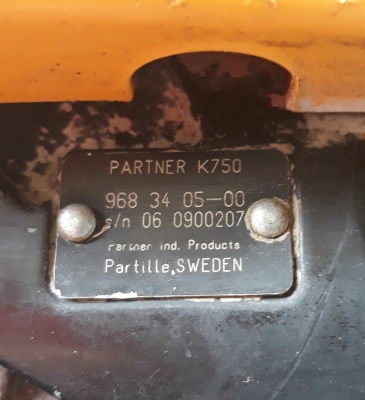 PARTNER K750
968 34 05-00
s/n 06 0900207
Partner Ind. Products
Partille, SWEDEN